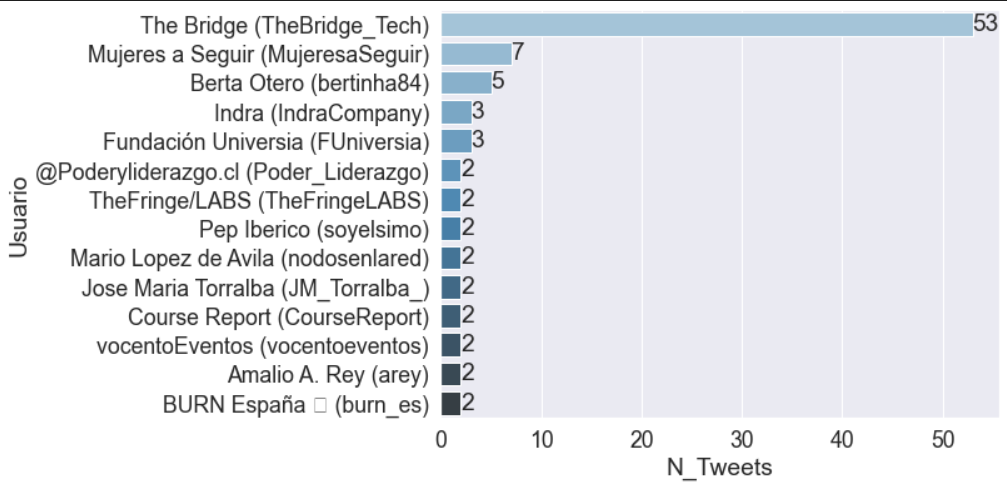 The Bridge (TheBridge_Tech) 53
Mujeres a Seguir (MujeresaSeguir) 7
Berta Otero (bertinha84) 5
Indra (IndraCompany) 3
Fundación Universia (FUniversia) 3
@Poderyliderazgo.cl (Poder_Liderazgo) 2
TheFringe/LABS (TheFringeLABS) 2
Pep Iberico (soyelsimo) 2
Mario Lopez de Avila (nodosenlared) 2
Jose Maria Torralba (JM_Torralba_) 2
Course Report (CourseReport) 2
vocentoEventos (vocentoeventos) 2
Amalio A. Rey (arey) 2
BURN España □ (burn_es) 2
Usuario
0 10 20 30 40 50
N_Tweets